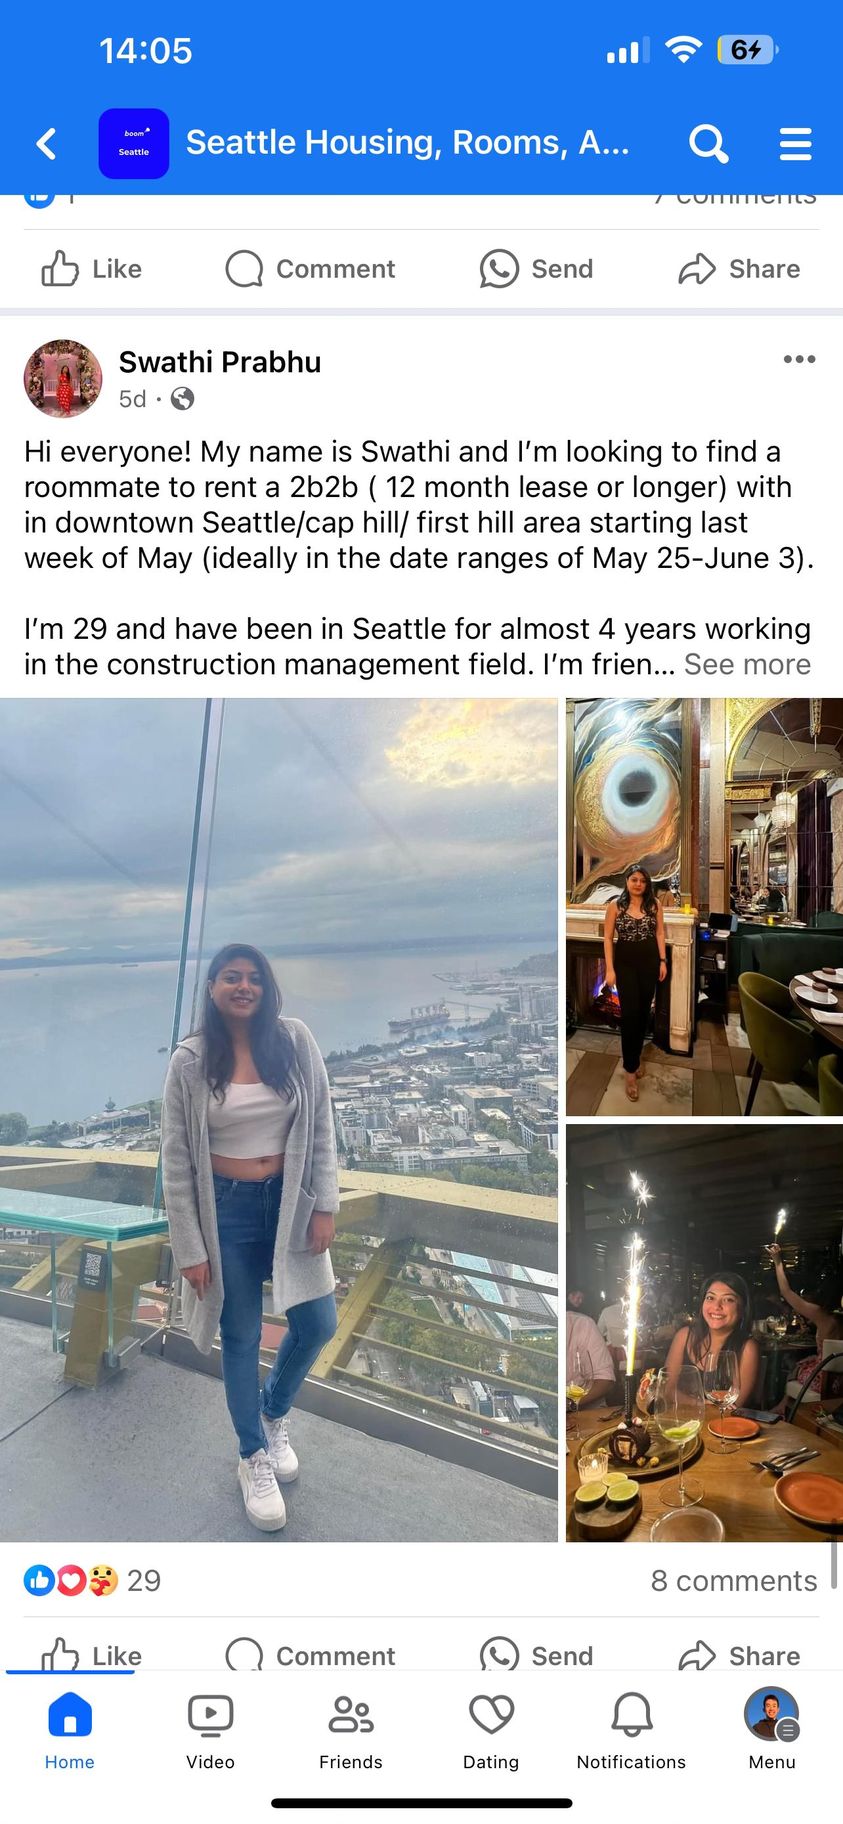 14:05
6
boom
Seattle
Seattle Housing, Rooms, A...
1
7 comments
Like
Comment
Send
Share
Swathi Prabhu
5d ·
Hi everyone! My name is Swathi and I’m looking to find a
roommate to rent a 2b2b ( 12 month lease or longer) with
in downtown Seattle/cap hill/ first hill area starting last
week of May (ideally in the date ranges of May 25-June 3).
I’m 29 and have been in Seattle for almost 4 years working
in the construction management field. I’m frien... See more
29
8 comments
Like
Comment
Send
Share
Home
Video
Friends
Dating
Notifications
Menu